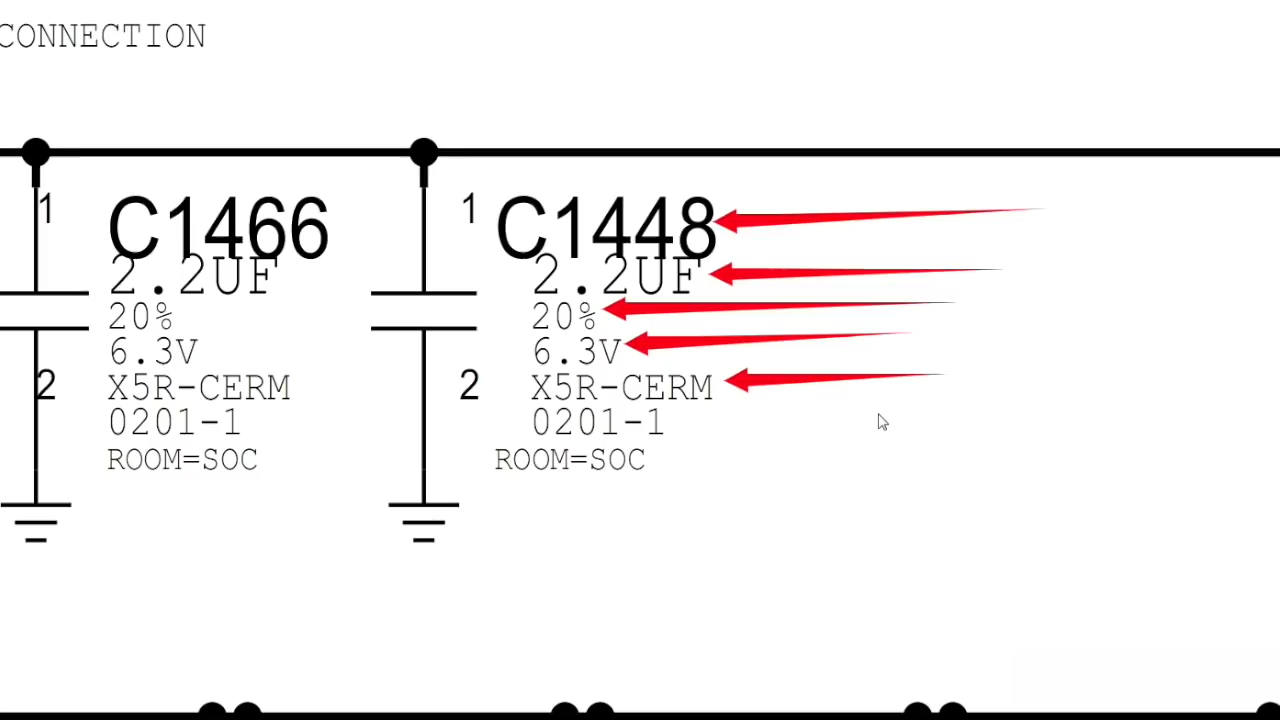 CONNECTION
1
C1466
2.2UF
20%
6.3V
2
X5R-CERM
0201-1
ROOM=SOC
1
C1448
2.2UF
20%
6.3V
2
X5R-CERM
0201-1
ROOM=SOC